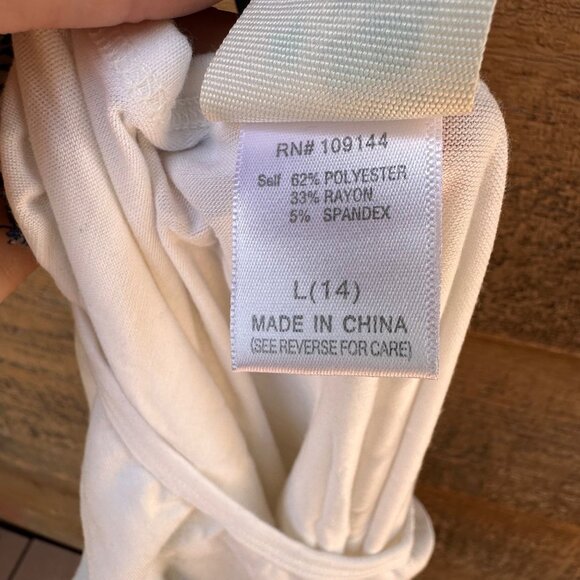 RN# 109144
Self 62% POLYESTER
33% RAYON
5% SPANDEX
L(14)
MADE IN CHINA
(SEE REVERSE FOR CARE)